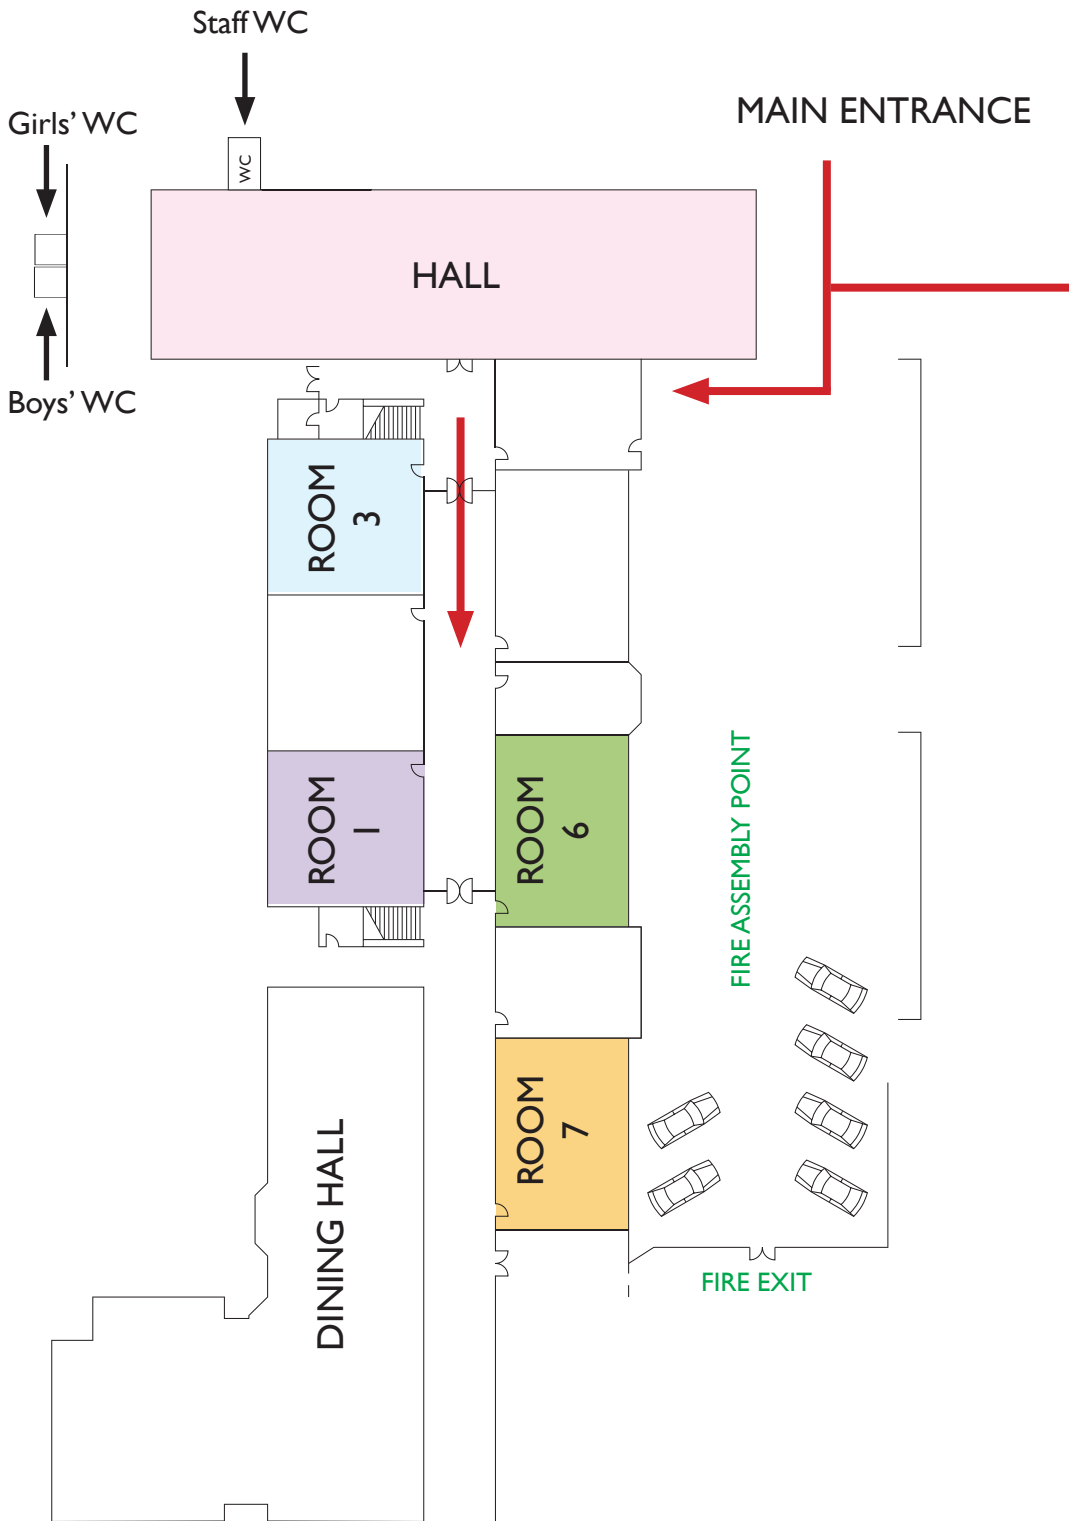 Staff WC
MAIN ENTRANCE
Girls' WC
WC
HALL
Boys' WC
ROOM
3
ROOM
1
ROOM
6
FIRE ASSEMBLY POINT
ROOM
7
DINING HALL
FIRE EXIT